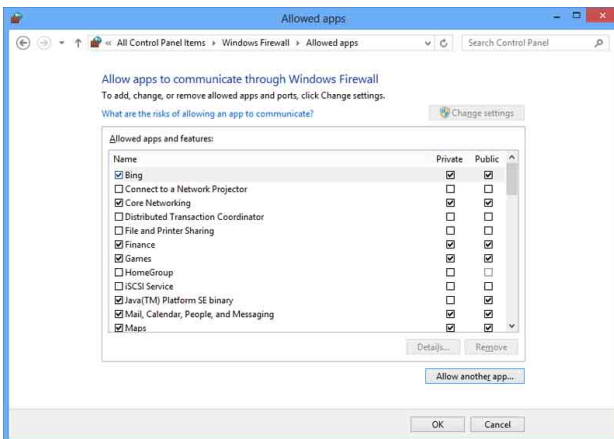 Allowed apps
« All Control Panel Items › Windows Firewall › Allowed apps
Search Control Panel
Allow apps to communicate through Windows Firewall
To add, change, or remove allowed apps and ports, click Change settings.
What are the risks of allowing an app to communicate?
Change settings
Allowed apps and features:
Name Private Public
Bing
Connect to a Network Projector
Core Networking
Distributed Transaction Coordinator
File and Printer Sharing
Finance
Games
HomeGroup
iSCSI Service
Java(TM) Platform SE binary
Mail, Calendar, People, and Messaging
Maps
Details... Remove
Allow another app...
OK Cancel